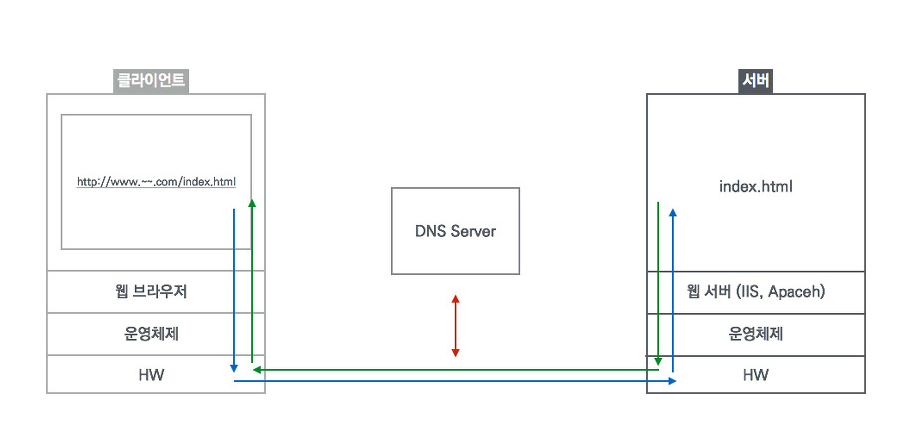 클라이언트
http://www.~~.com/index.html
웹 브라우저
운영체제
HW
DNS Server
서버
index.html
웹 서버 (IIS, Apaceh)
운영체제
HW